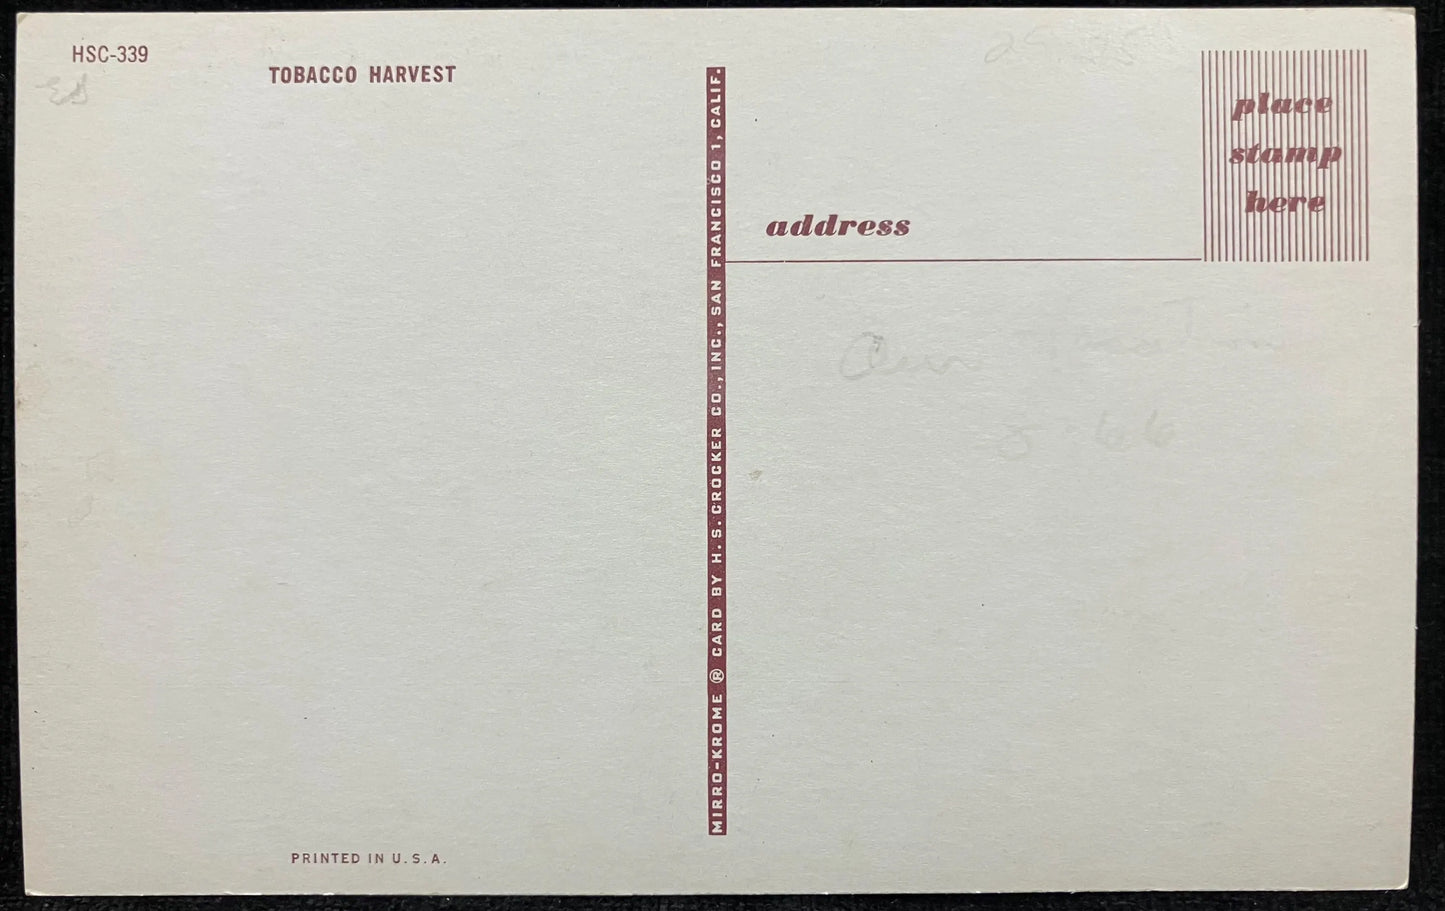 HSC-339
TOBACCO HARVEST
PRINTED IN U.S.A.
MIRRO-KROME ® CARD BY H.S. CROCKER CO., INC., SAN FRANCISCO 1, CALIF.
place
stamp
here
address